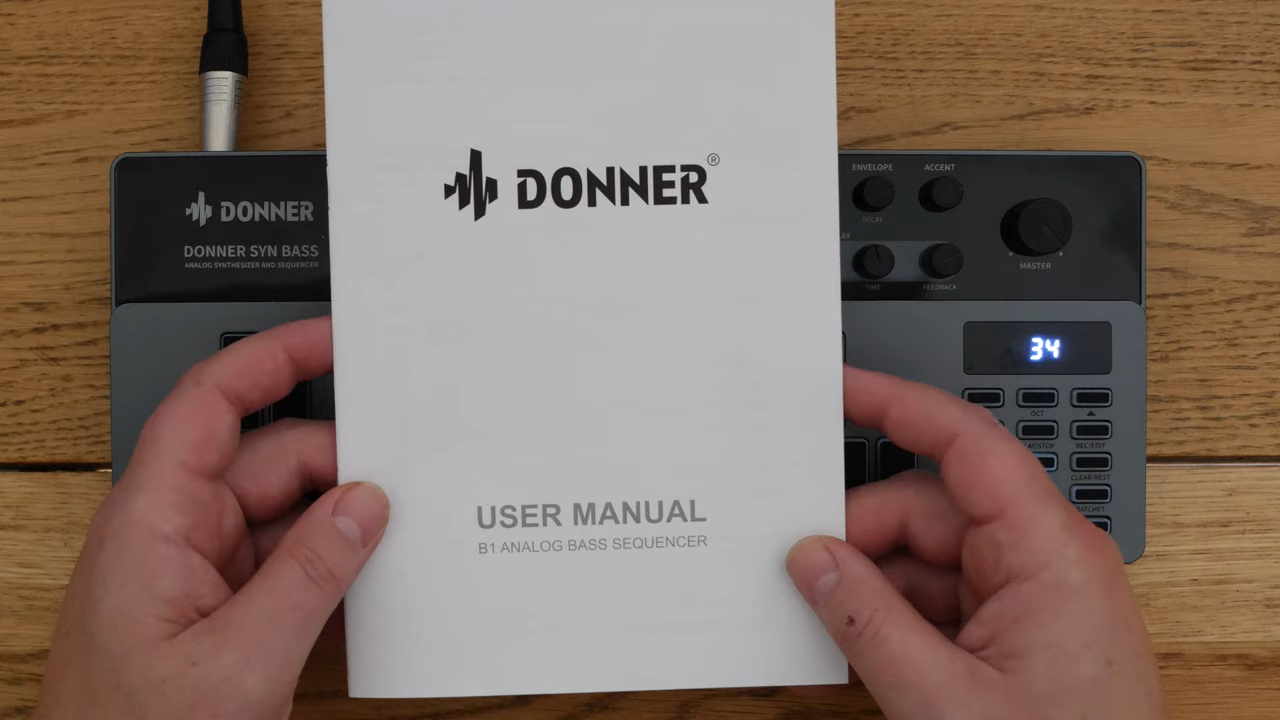 DONNER®
USER MANUAL
B1 ANALOG BASS SEQUENCER
DONNER
DONNER SYN BASS
ANALOG SYNTHESIZER AND SEQUENCER
ENVELOPE ACCENT
DECAY
TIME FEEDBACK
MASTER
34
OCT
REC/EDIT
CLEAR/REST